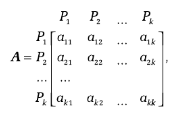 P₁ P₂ … Pₖ
P₁ a₁₁ a₁₂ … a₁ₖ
A = P₂ a₂₁ a₂₂ … a₂ₖ ,
… …
Pₖ aₖ₁ aₖ₂ … aₖₖ